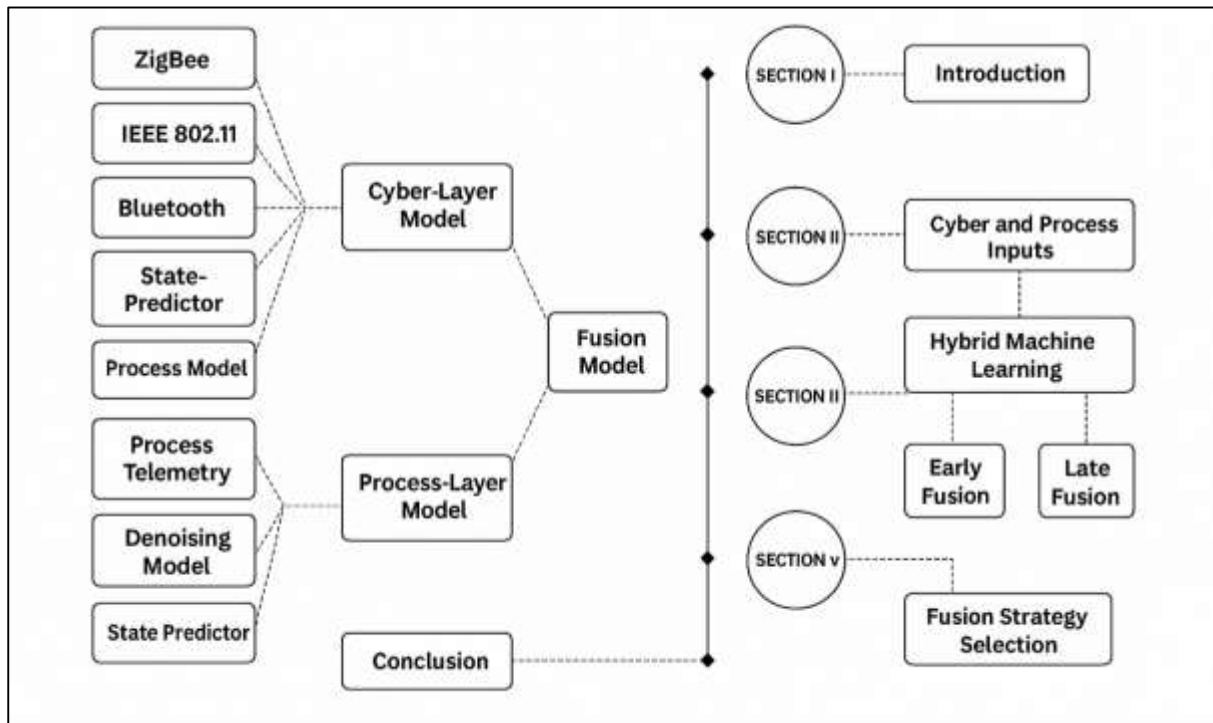 ZigBee
IEEE 802.11
Bluetooth
State-
Predictor
Process Model
Process
Telemetry
Denoising
Model
State Predictor
Cyber-Layer
Model
Process-Layer
Model
Conclusion
Fusion
Model
SECTION I
Introduction
SECTION II
Cyber and Process
Inputs
SECTION II
Hybrid Machine
Learning
Early
Fusion
Late
Fusion
SECTION v
Fusion Strategy
Selection